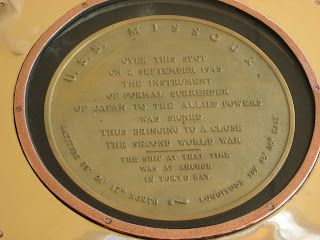 U.S.S. MISSOURI
OVER THIS SPOT
ON 2 SEPTEMBER 1945
THE INSTRUMENT
OF FORMAL SURRENDER
OF JAPAN TO THE ALLIED POWERS
WAS SIGNED
THUS BRINGING TO A CLOSE
THE SECOND WORLD WAR
THE SHIP AT THAT TIME
WAS AT ANCHOR
IN TOKYO BAY
LATITUDE 35° 21' NORTH
LONGITUDE EAST